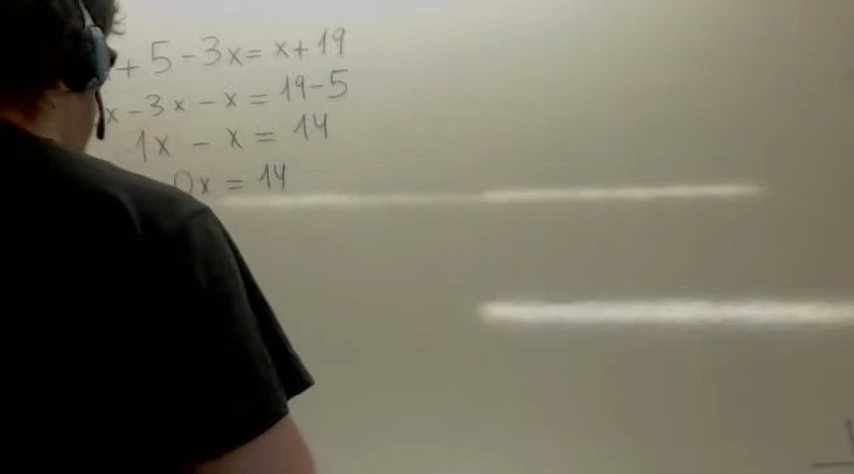 + 5 - 3x = x + 19
x - 3x - x = 19 - 5
1x - x = 14
0x = 14